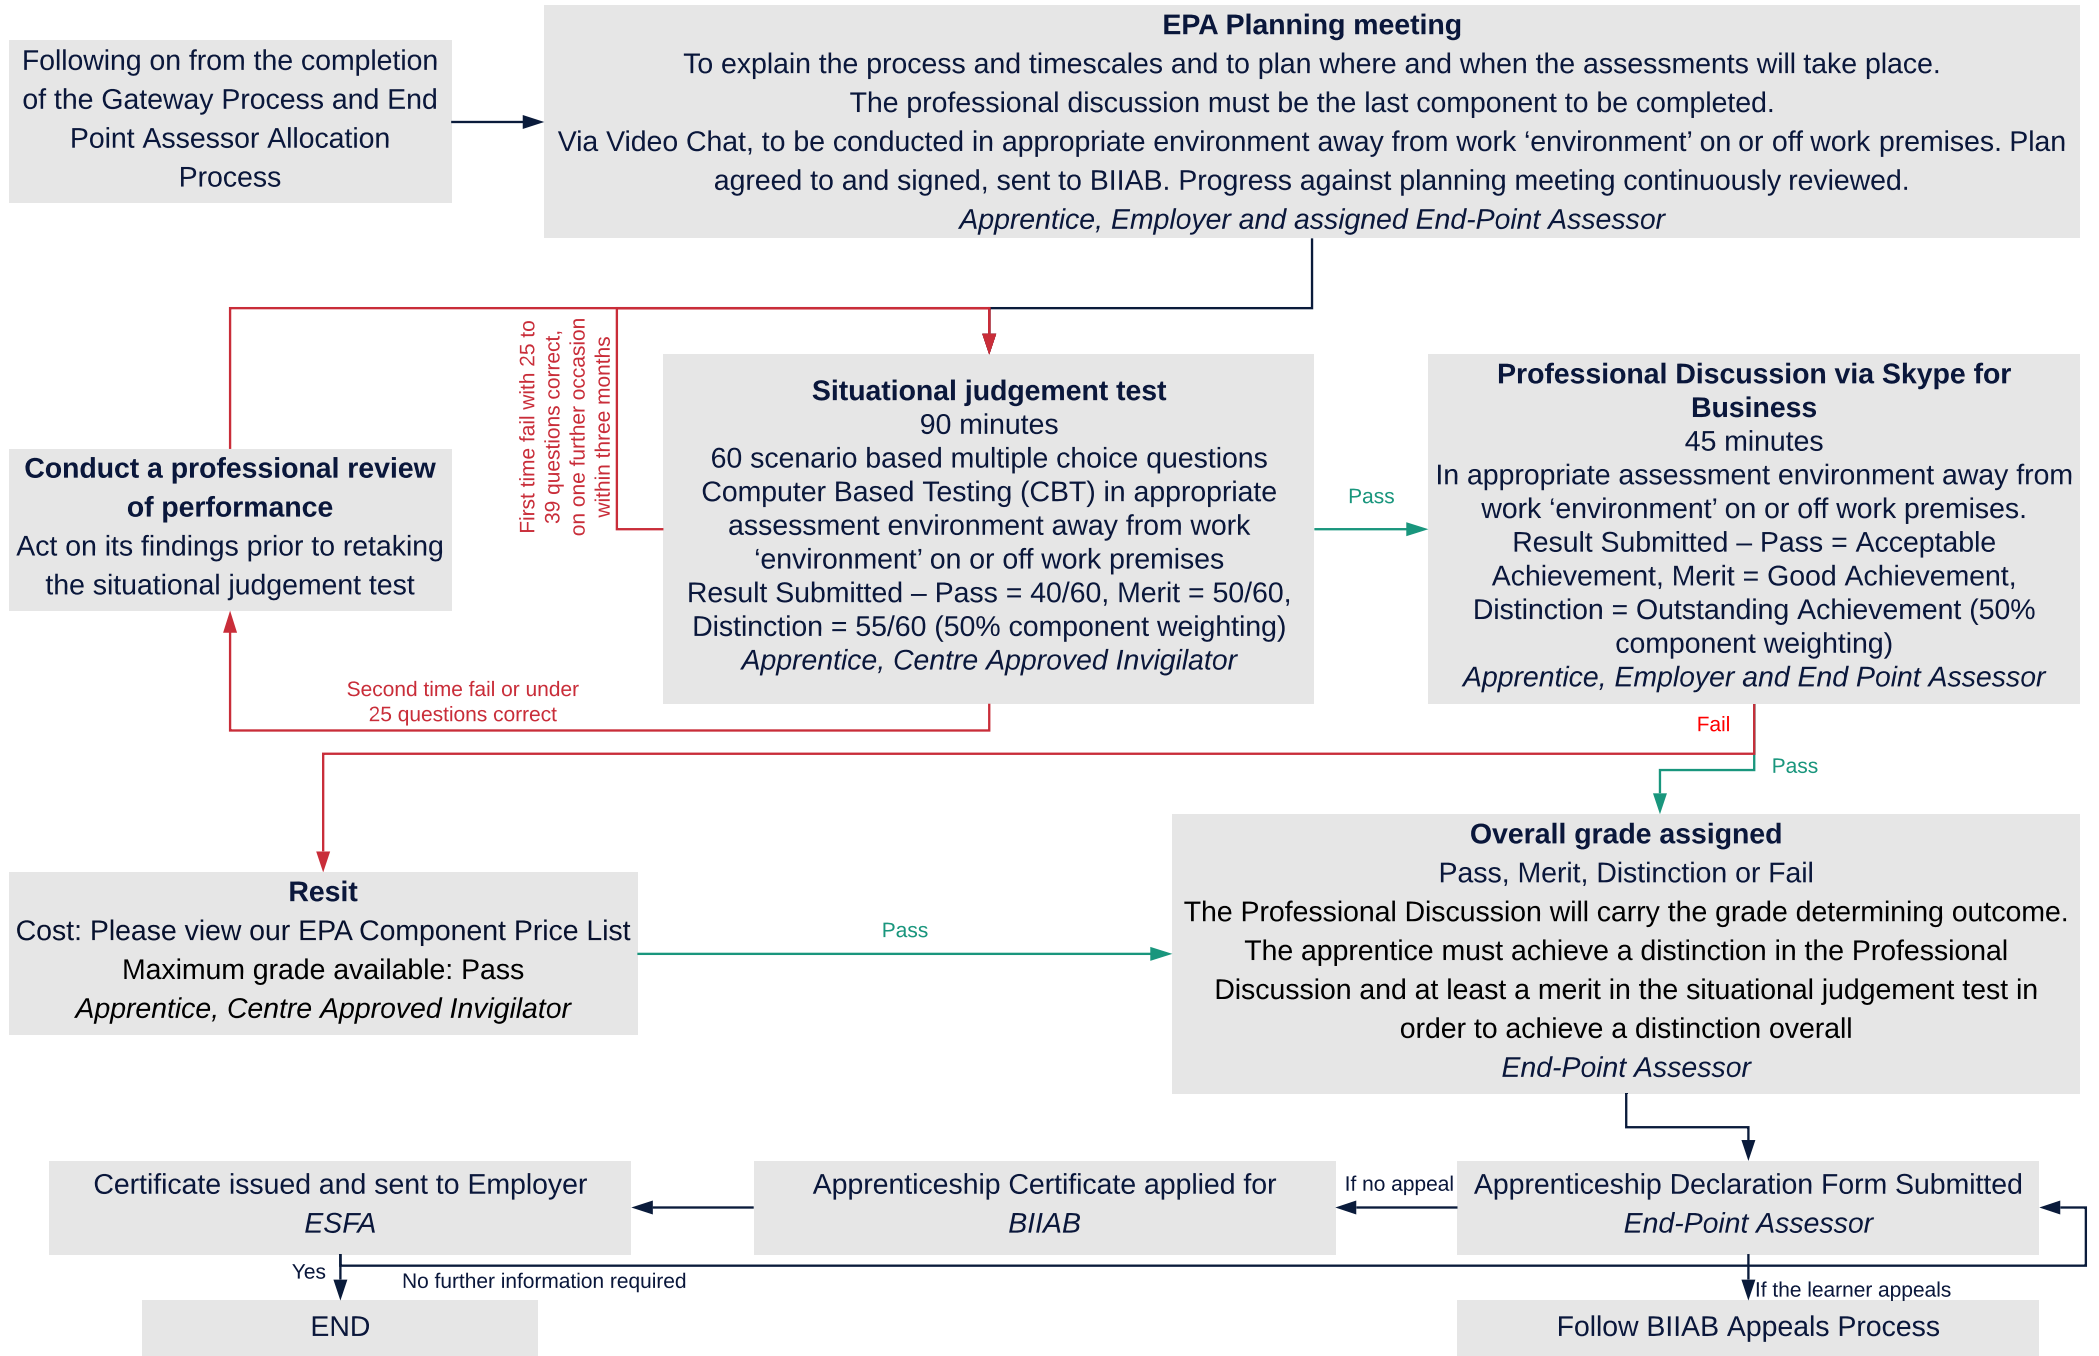 Following on from the completion
of the Gateway Process and End
Point Assessor Allocation
Process
EPA Planning meeting
To explain the process and timescales and to plan where and when the assessments will take place.
The professional discussion must be the last component to be completed.
Via Video Chat, to be conducted in appropriate environment away from work ‘environment’ on or off work premises. Plan
agreed to and signed, sent to BIIAB. Progress against planning meeting continuously reviewed.
Apprentice, Employer and assigned End-Point Assessor
First time fail with 25 to
39 questions correct,
on one further occasion
within three months
Conduct a professional review
of performance
Act on its findings prior to retaking
the situational judgement test
Situational judgement test
90 minutes
60 scenario based multiple choice questions
Computer Based Testing (CBT) in appropriate
assessment environment away from work
‘environment’ on or off work premises
Result Submitted – Pass = 40/60, Merit = 50/60,
Distinction = 55/60 (50% component weighting)
Apprentice, Centre Approved Invigilator
Pass
Professional Discussion via Skype for
Business
45 minutes
In appropriate assessment environment away from
work ‘environment’ on or off work premises.
Result Submitted – Pass = Acceptable
Achievement, Merit = Good Achievement,
Distinction = Outstanding Achievement (50%
component weighting)
Apprentice, Employer and End Point Assessor
Second time fail or under
25 questions correct
Fail
Pass
Resit
Cost: Please view our EPA Component Price List
Maximum grade available: Pass
Apprentice, Centre Approved Invigilator
Pass
Overall grade assigned
Pass, Merit, Distinction or Fail
The Professional Discussion will carry the grade determining outcome.
The apprentice must achieve a distinction in the Professional
Discussion and at least a merit in the situational judgement test in
order to achieve a distinction overall
End-Point Assessor
Certificate issued and sent to Employer
ESFA
Apprenticeship Certificate applied for
BIIAB
If no appeal
Apprenticeship Declaration Form Submitted
End-Point Assessor
Yes
No further information required
If the learner appeals
END
Follow BIIAB Appeals Process